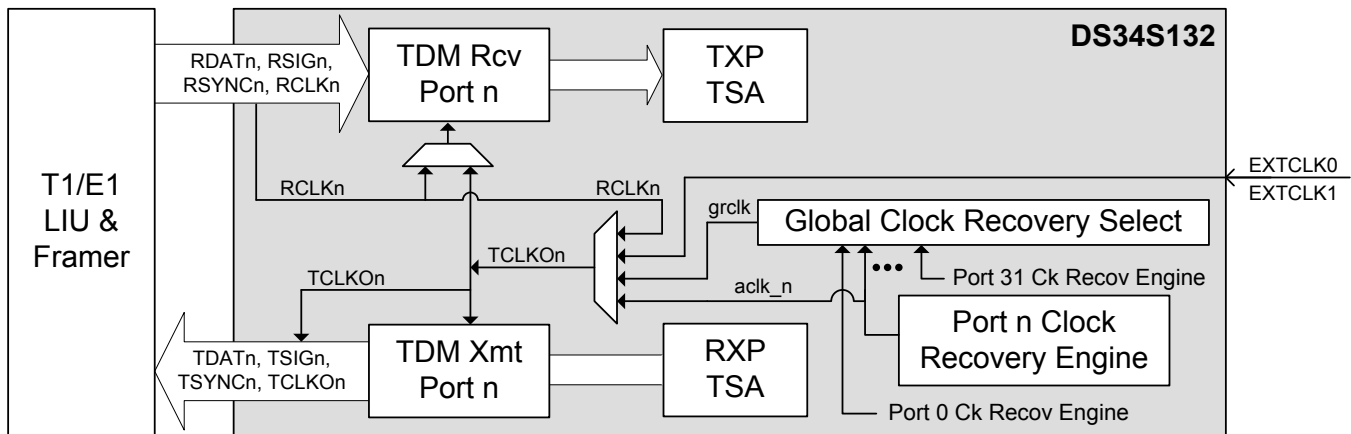 DS34S132
RDATn, RSIGn,
RSYNCn, RCLKn
TDM Rcv
Port n
TXP
TSA
T1/E1
LIU &
Framer
RCLKn
RCLKn
EXTCLK0
EXTCLK1
grclk
Global Clock Recovery Select
TCLKOn
TCLKOn
aclk_n
Port 31 Ck Recov Engine
Port n Clock
Recovery Engine
TDATn, TSIGn,
TSYNCn, TCLKOn
TDM Xmt
Port n
RXP
TSA
Port 0 Ck Recov Engine